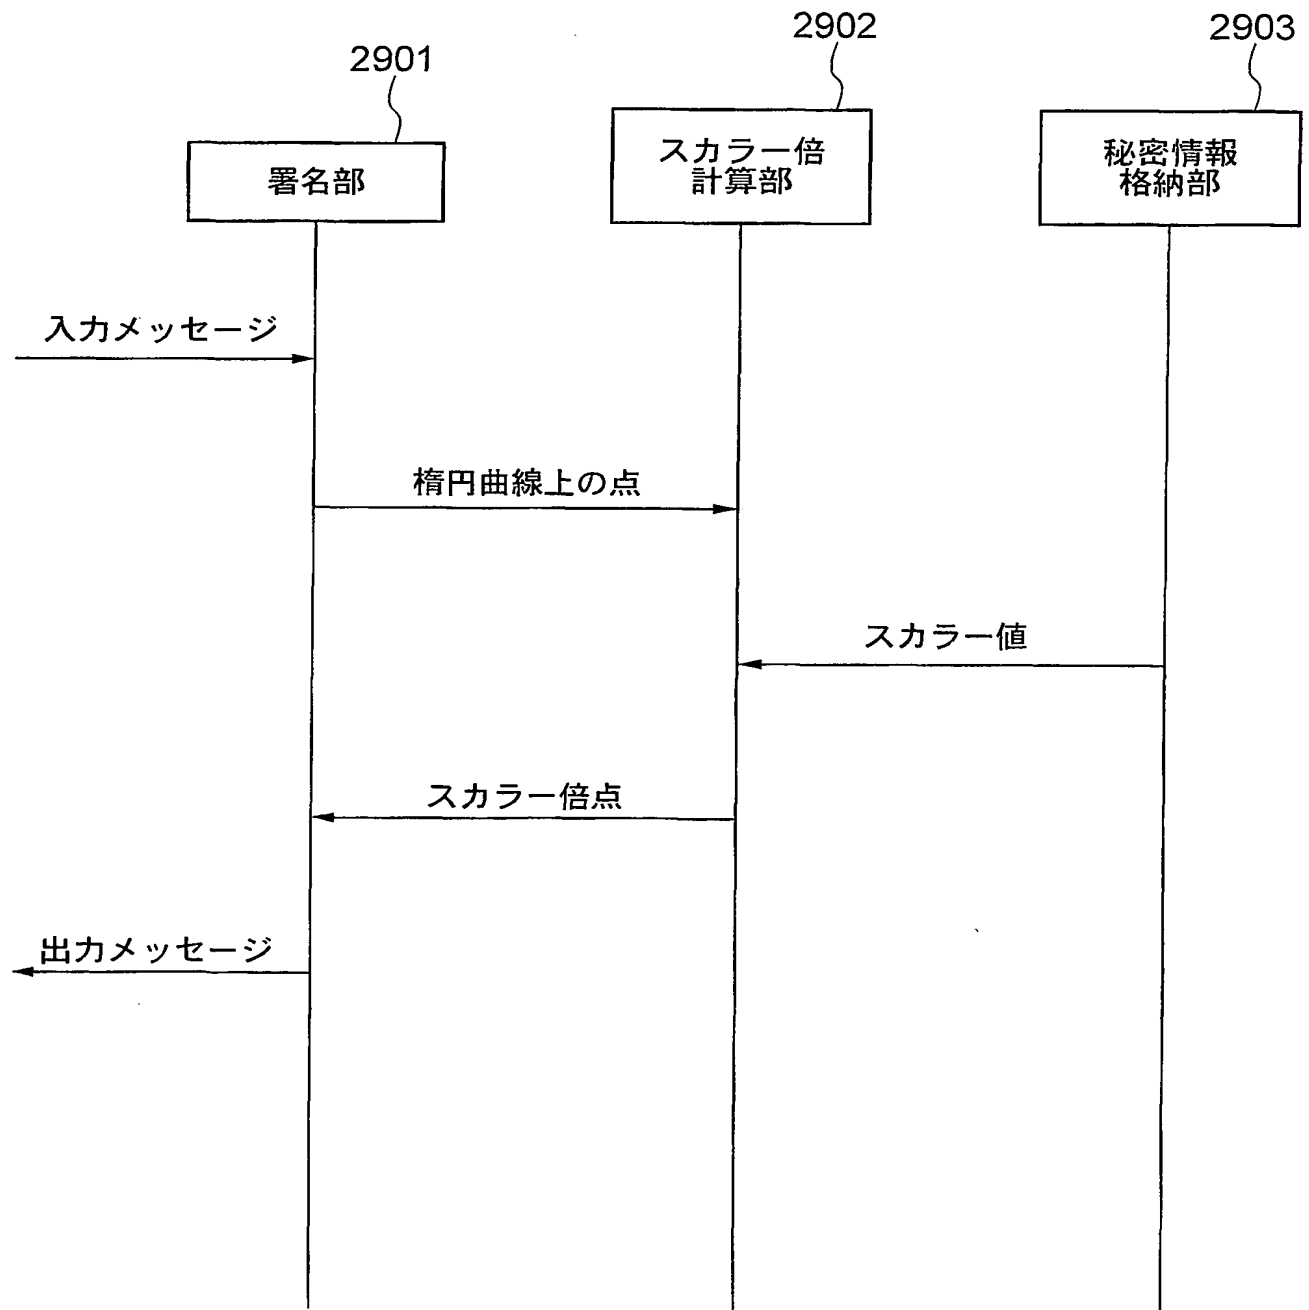 2901
2902
2903
署名部
スカラー倍
計算部
秘密情報
格納部
入力メッセージ
楕円曲線上の点
スカラー値
スカラー倍点
出力メッセージ